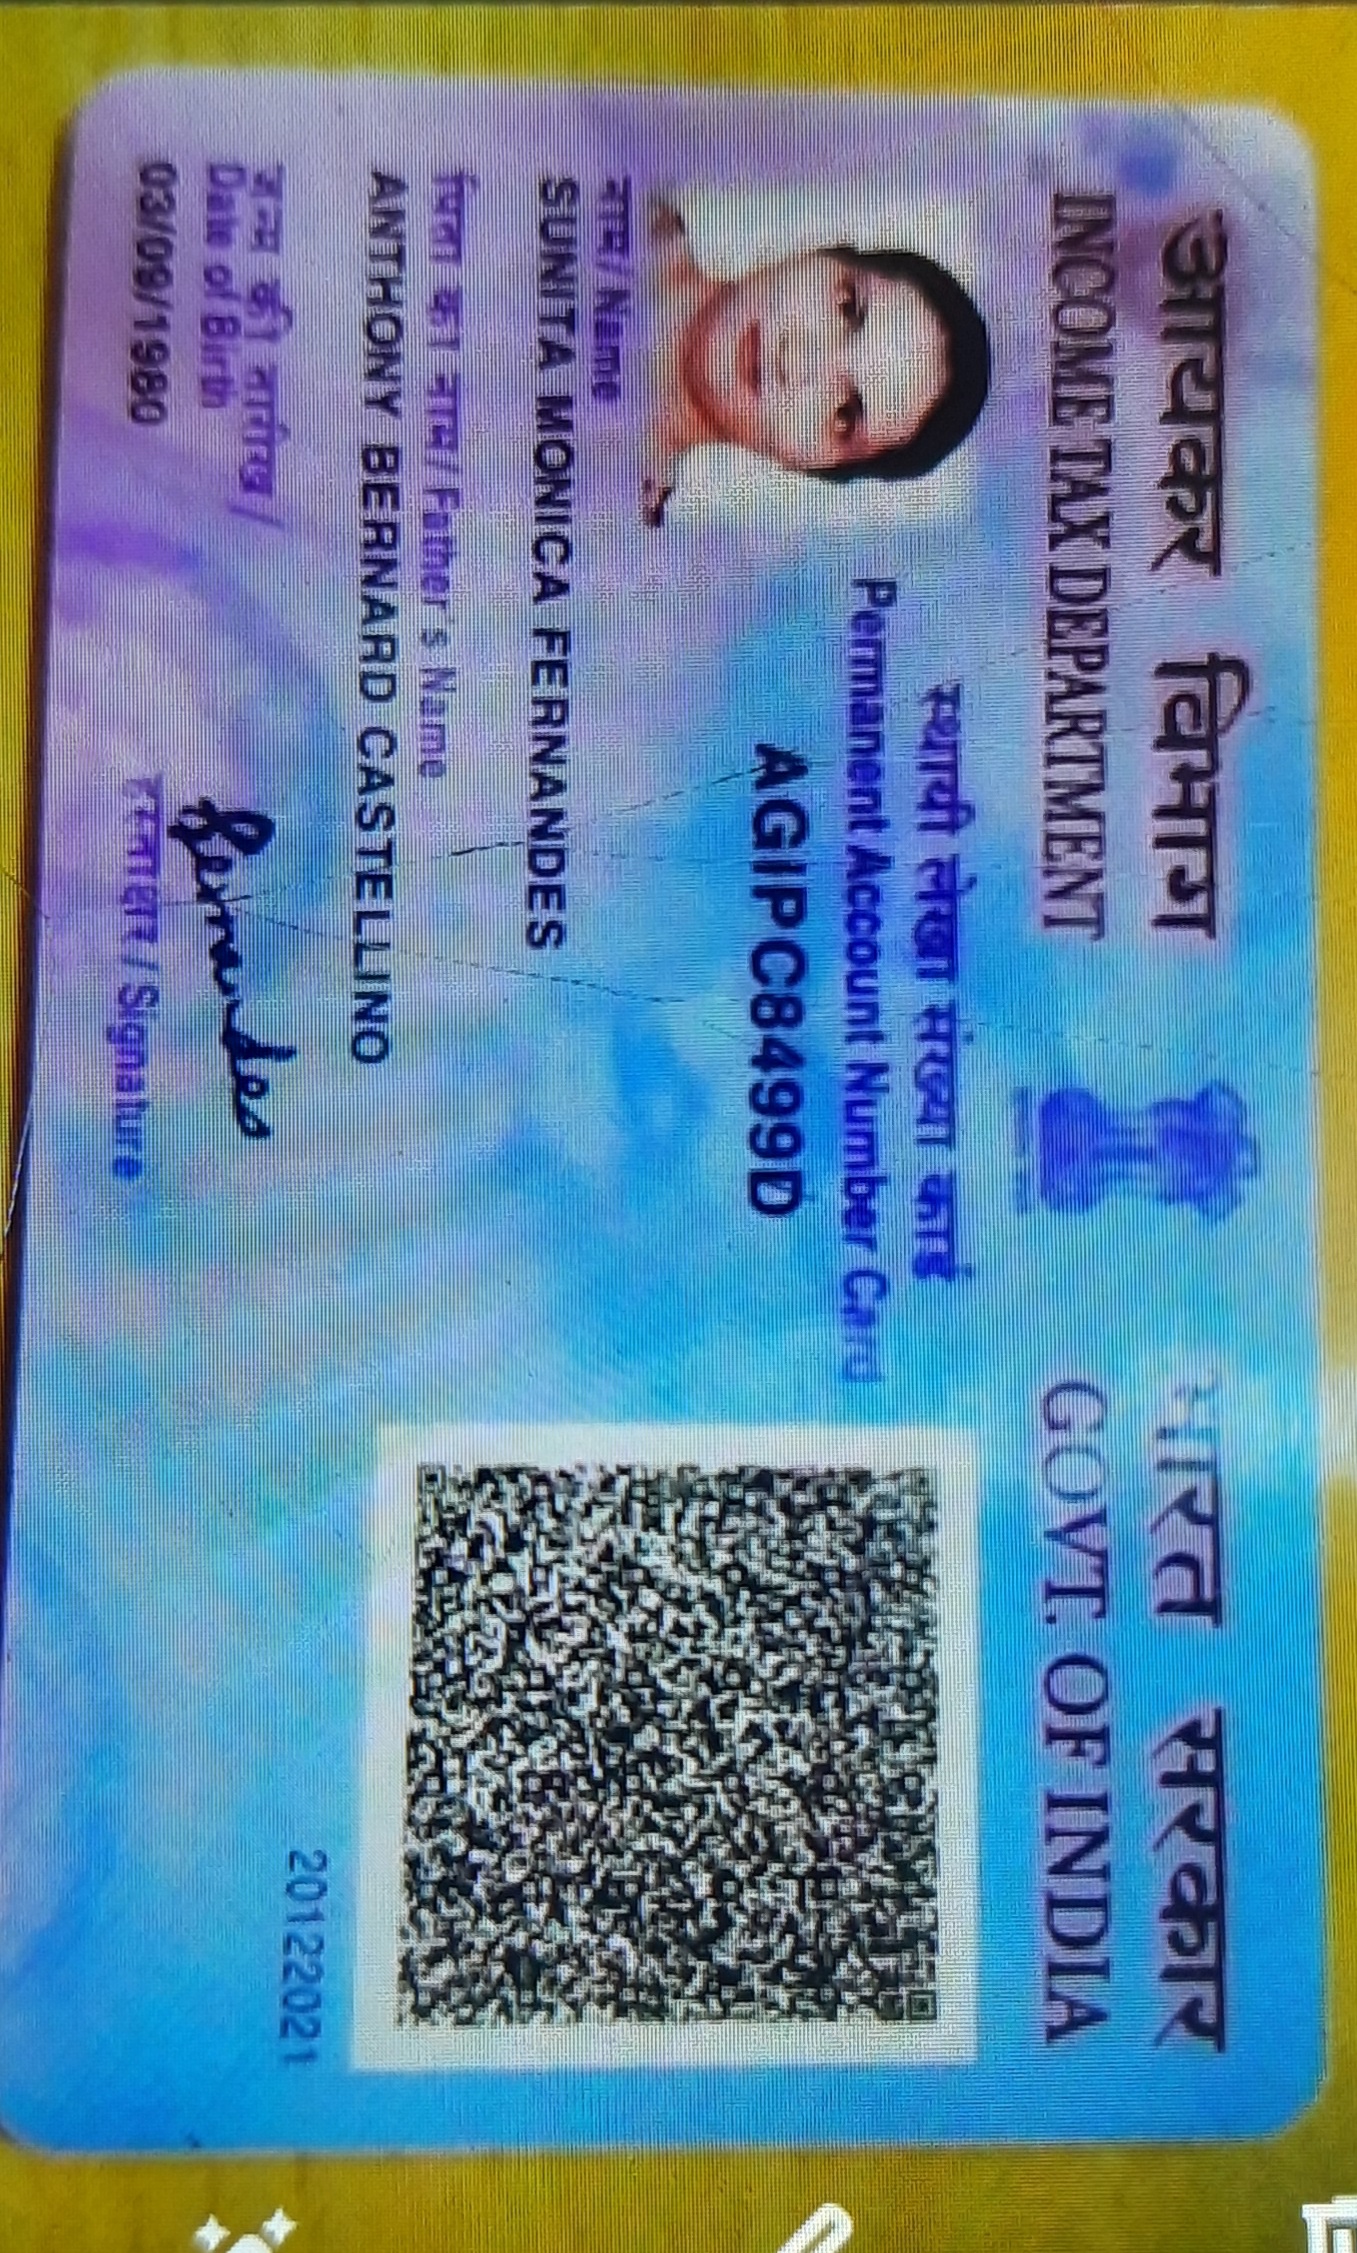 आयकर विभाग
INCOME TAX DEPARTMENT
भारत सरकार
GOVT. OF INDIA
स्थायी लेखा संख्या कार्ड
Permanent Account Number Card
AGIPC8499D
नाम / Name
SUNITA MONICA FERNANDES
पिता का नाम / Father's Name
ANTHONY BERNARD CASTELLINO
जन्म की तारीख /
Date of Birth
03/09/1980
Fernandes
हस्ताक्षर / Signature
20122021